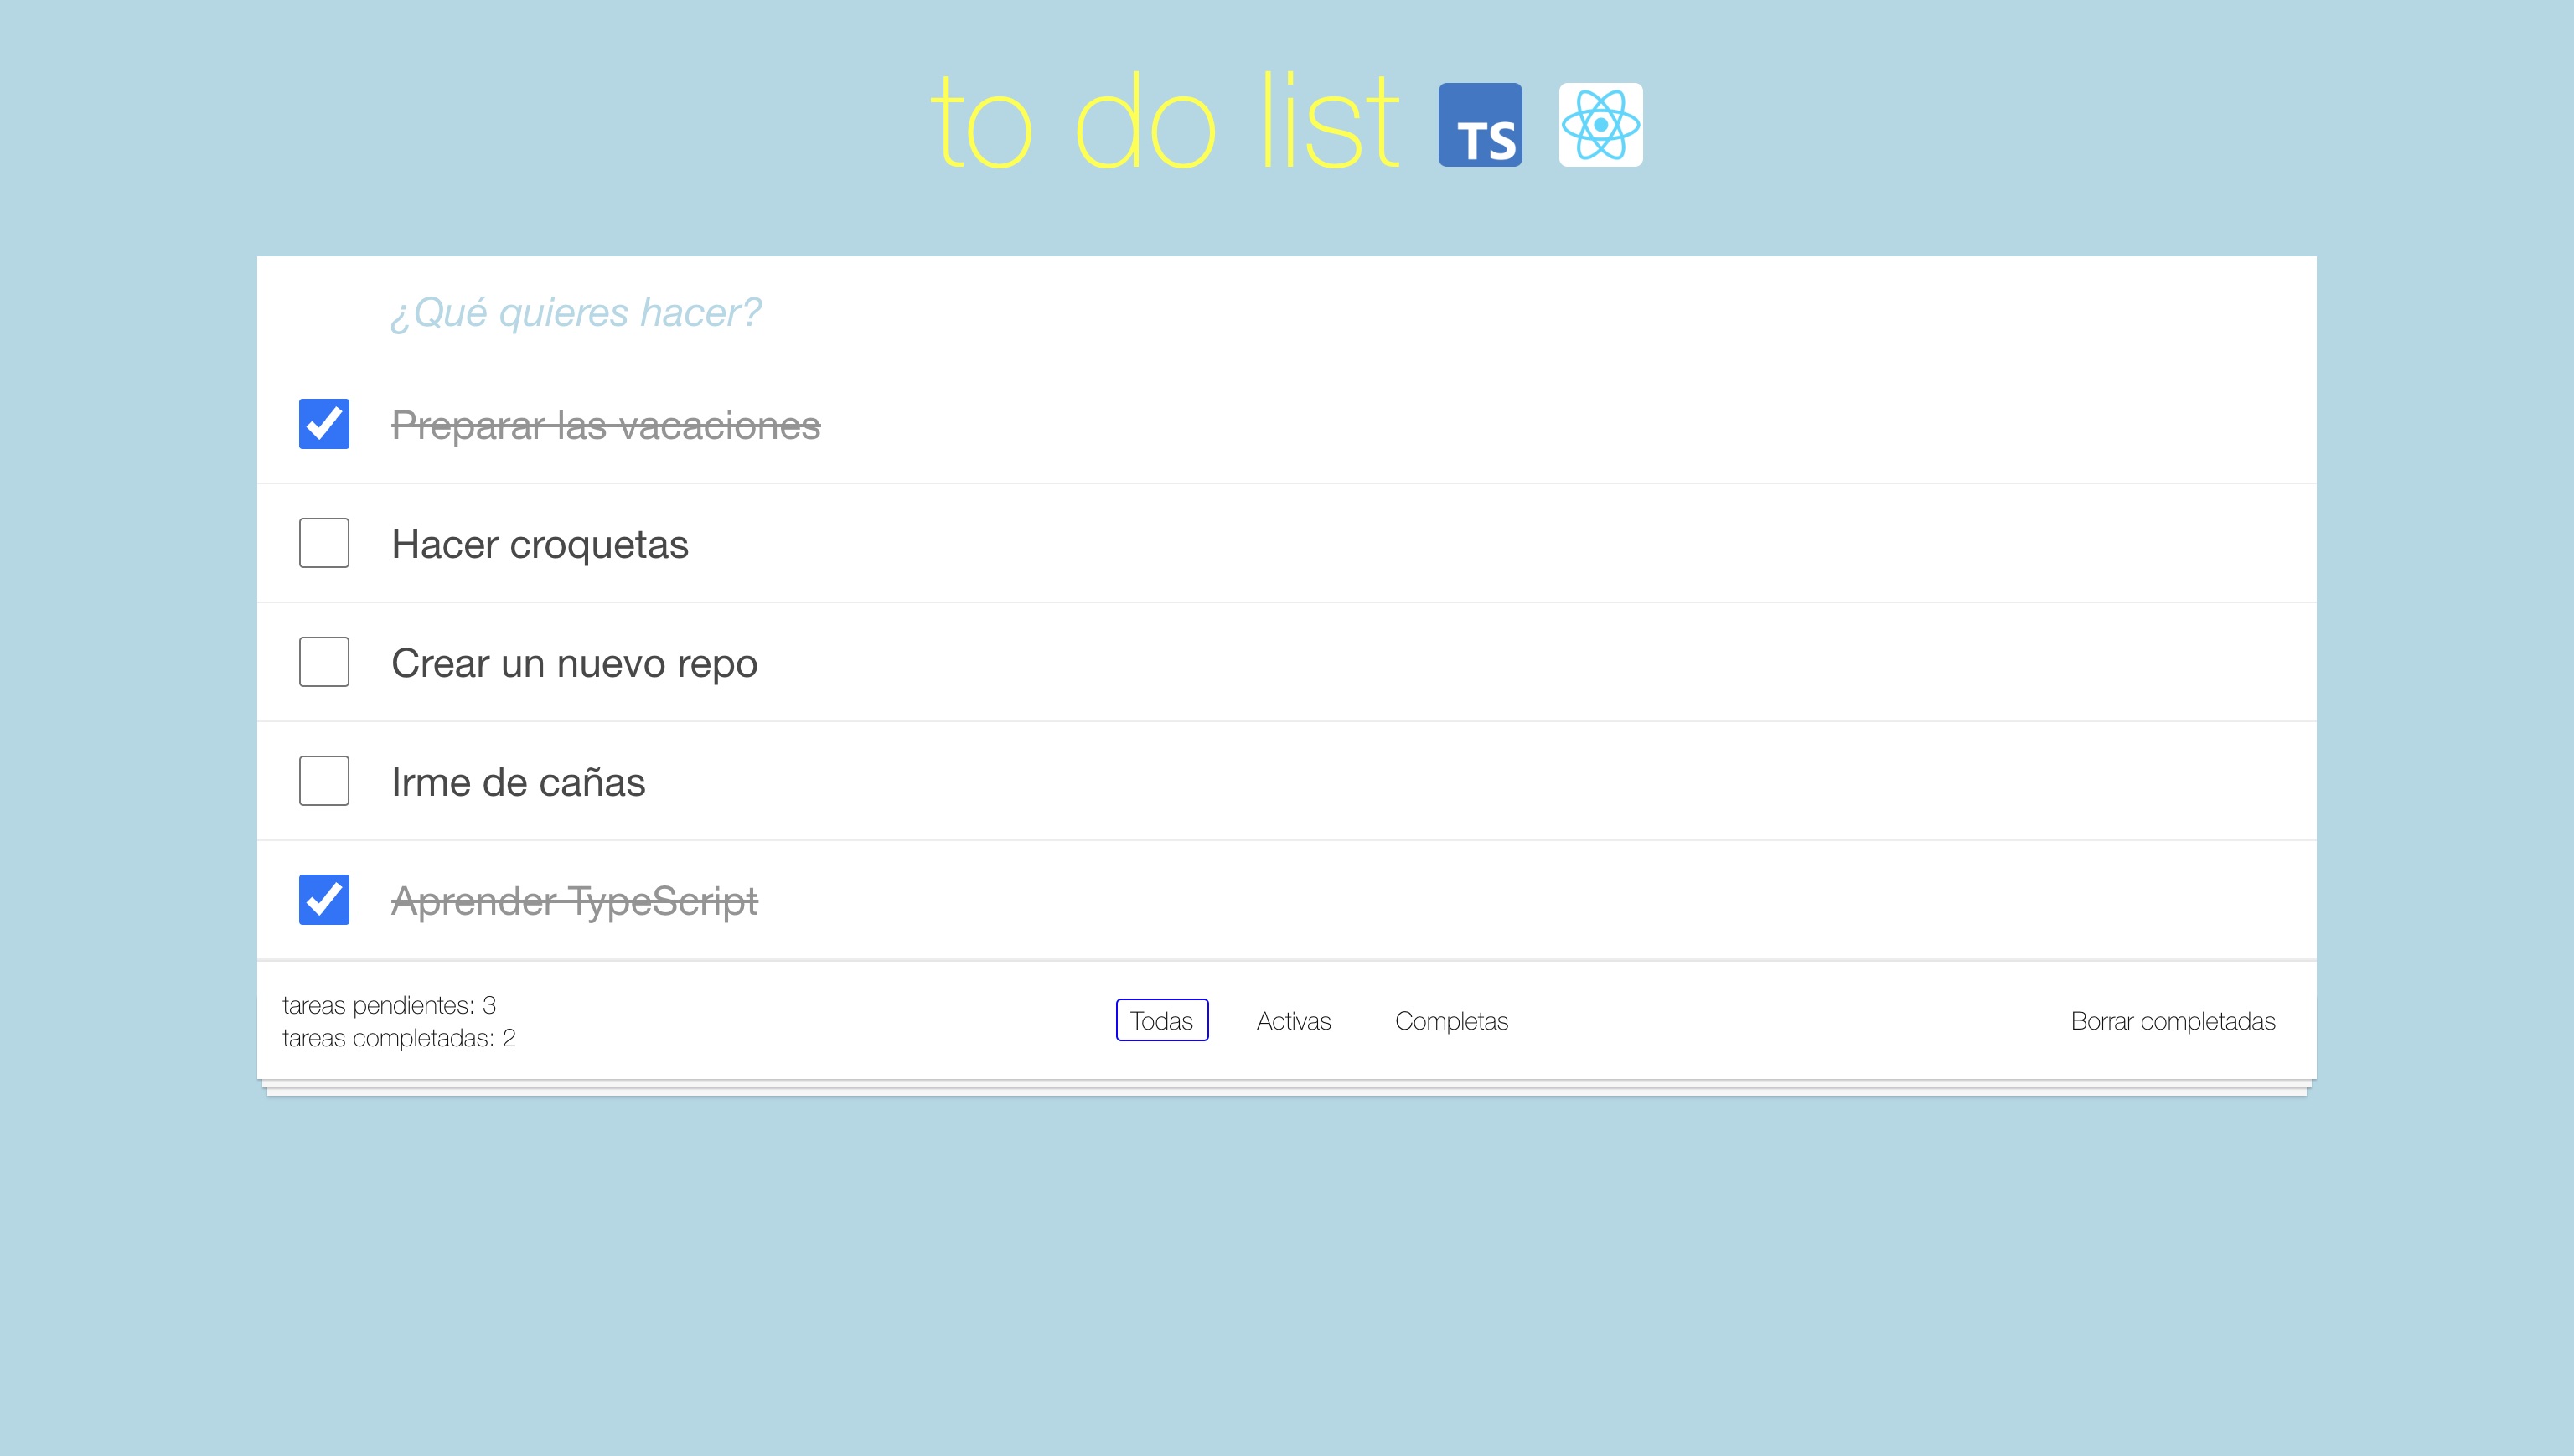 to do list TS
¿Qué quieres hacer?
Preparar las vacaciones
Hacer croquetas
Crear un nuevo repo
Irme de cañas
Aprender TypeScript
tareas pendientes: 3
tareas completadas: 2
Todas Activas Completas
Borrar completadas